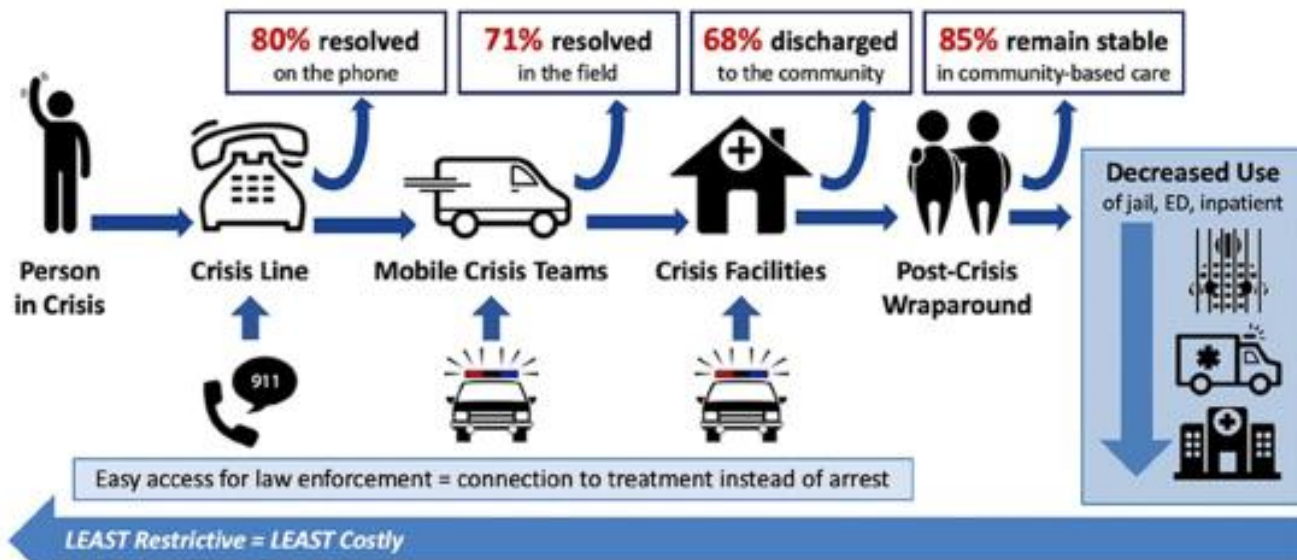 80% resolved
on the phone
71% resolved
in the field
68% discharged
to the community
85% remain stable
in community-based care
Person
in Crisis
Crisis Line
Mobile Crisis Teams
Crisis Facilities
Post-Crisis
Wraparound
Decreased Use
of jail, ED, inpatient
911
Easy access for law enforcement = connection to treatment instead of arrest
LEAST Restrictive = LEAST Costly